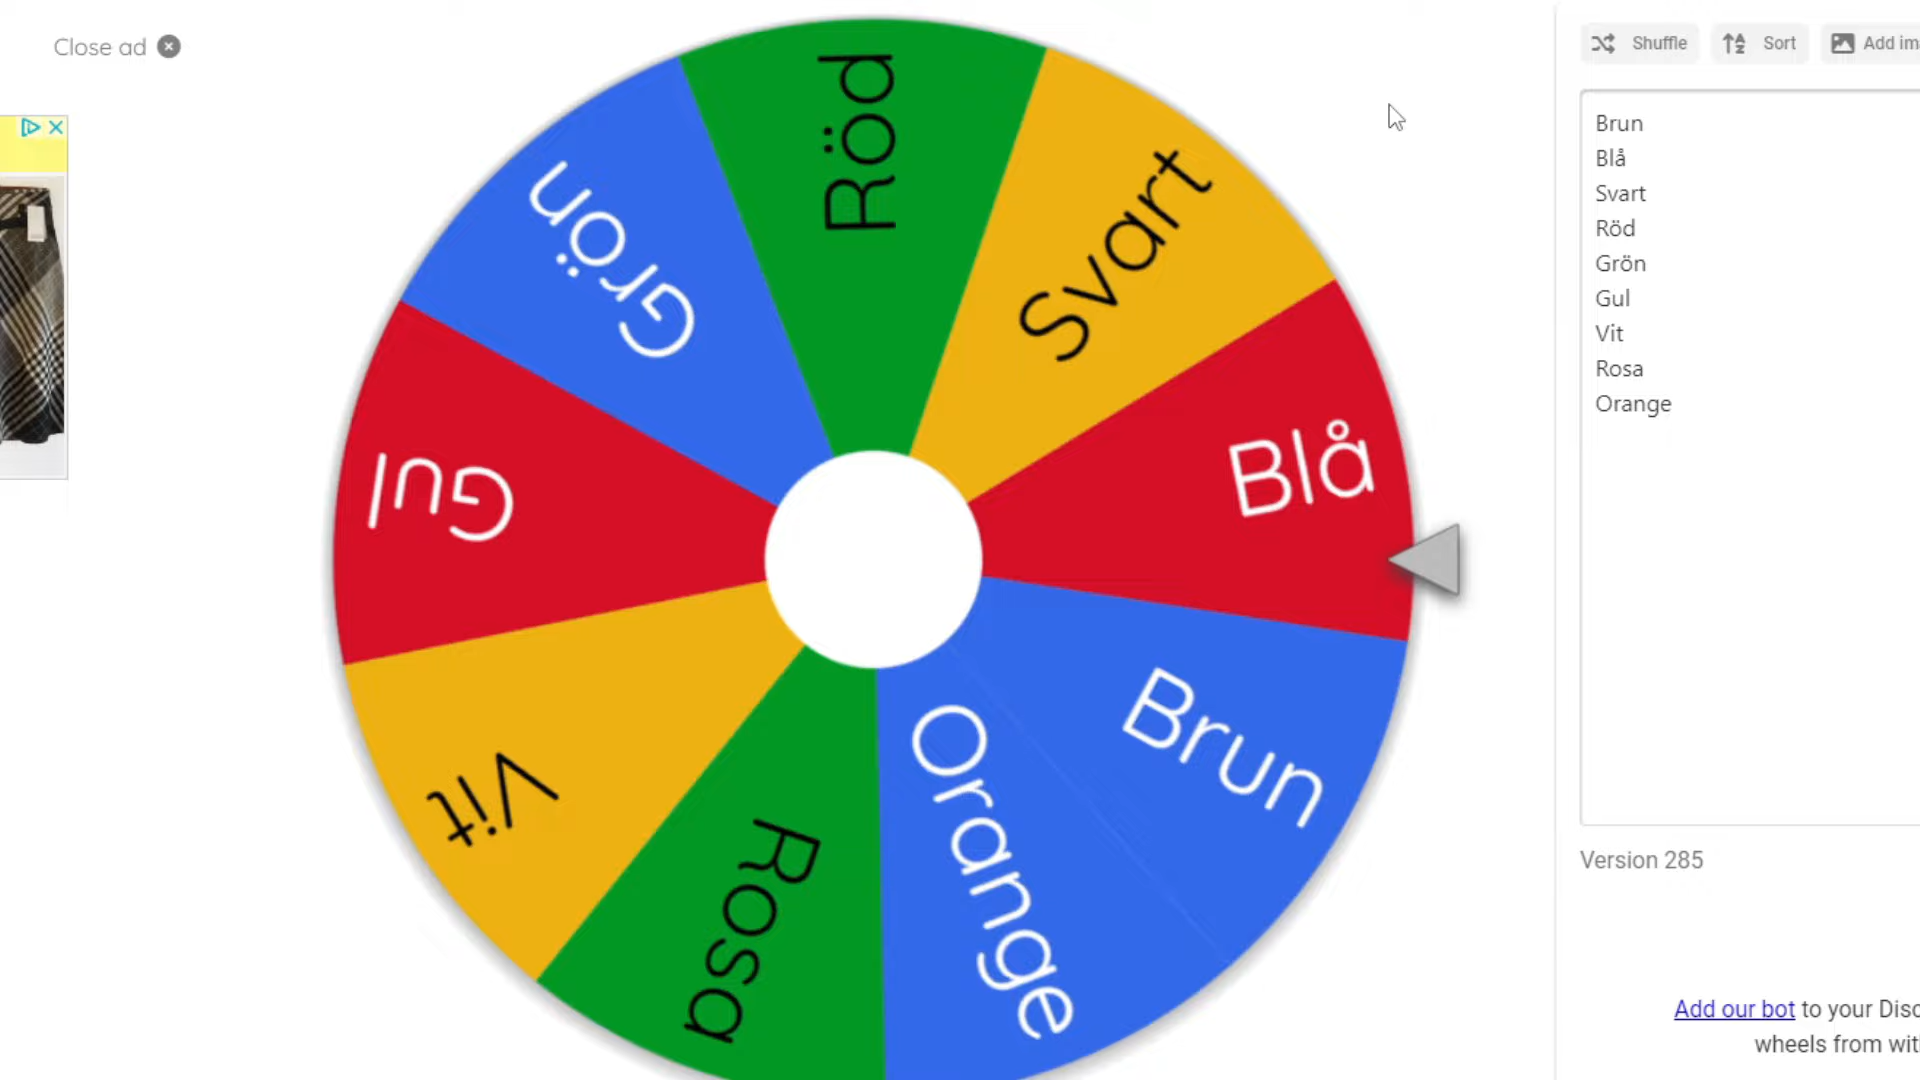 Close ad
Röd
Svart
Blå
Brun
Orange
Rosa
Vit
Gul
Grön
Shuffle
Sort
Add im
Brun
Blå
Svart
Röd
Grön
Gul
Vit
Rosa
Orange
Version 285
Add our bot to your Disc
wheels from wit